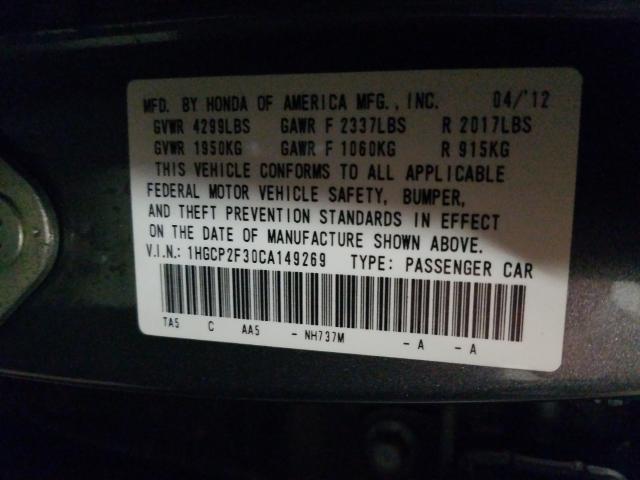 MFD. BY HONDA OF AMERICA MFG., INC. 04/'12
GVWR 4299LBS GAWR F 2337LBS R 2017LBS
GVWR 1950KG GAWR F 1060KG R 915KG
THIS VEHICLE CONFORMS TO ALL APPLICABLE
FEDERAL MOTOR VEHICLE SAFETY, BUMPER,
AND THEFT PREVENTION STANDARDS IN EFFECT
ON THE DATE OF MANUFACTURE SHOWN ABOVE.
V.I.N.: 1HGCP2F30CA149269 TYPE: PASSENGER CAR
TA5 C AA5 - NH737M - A - A